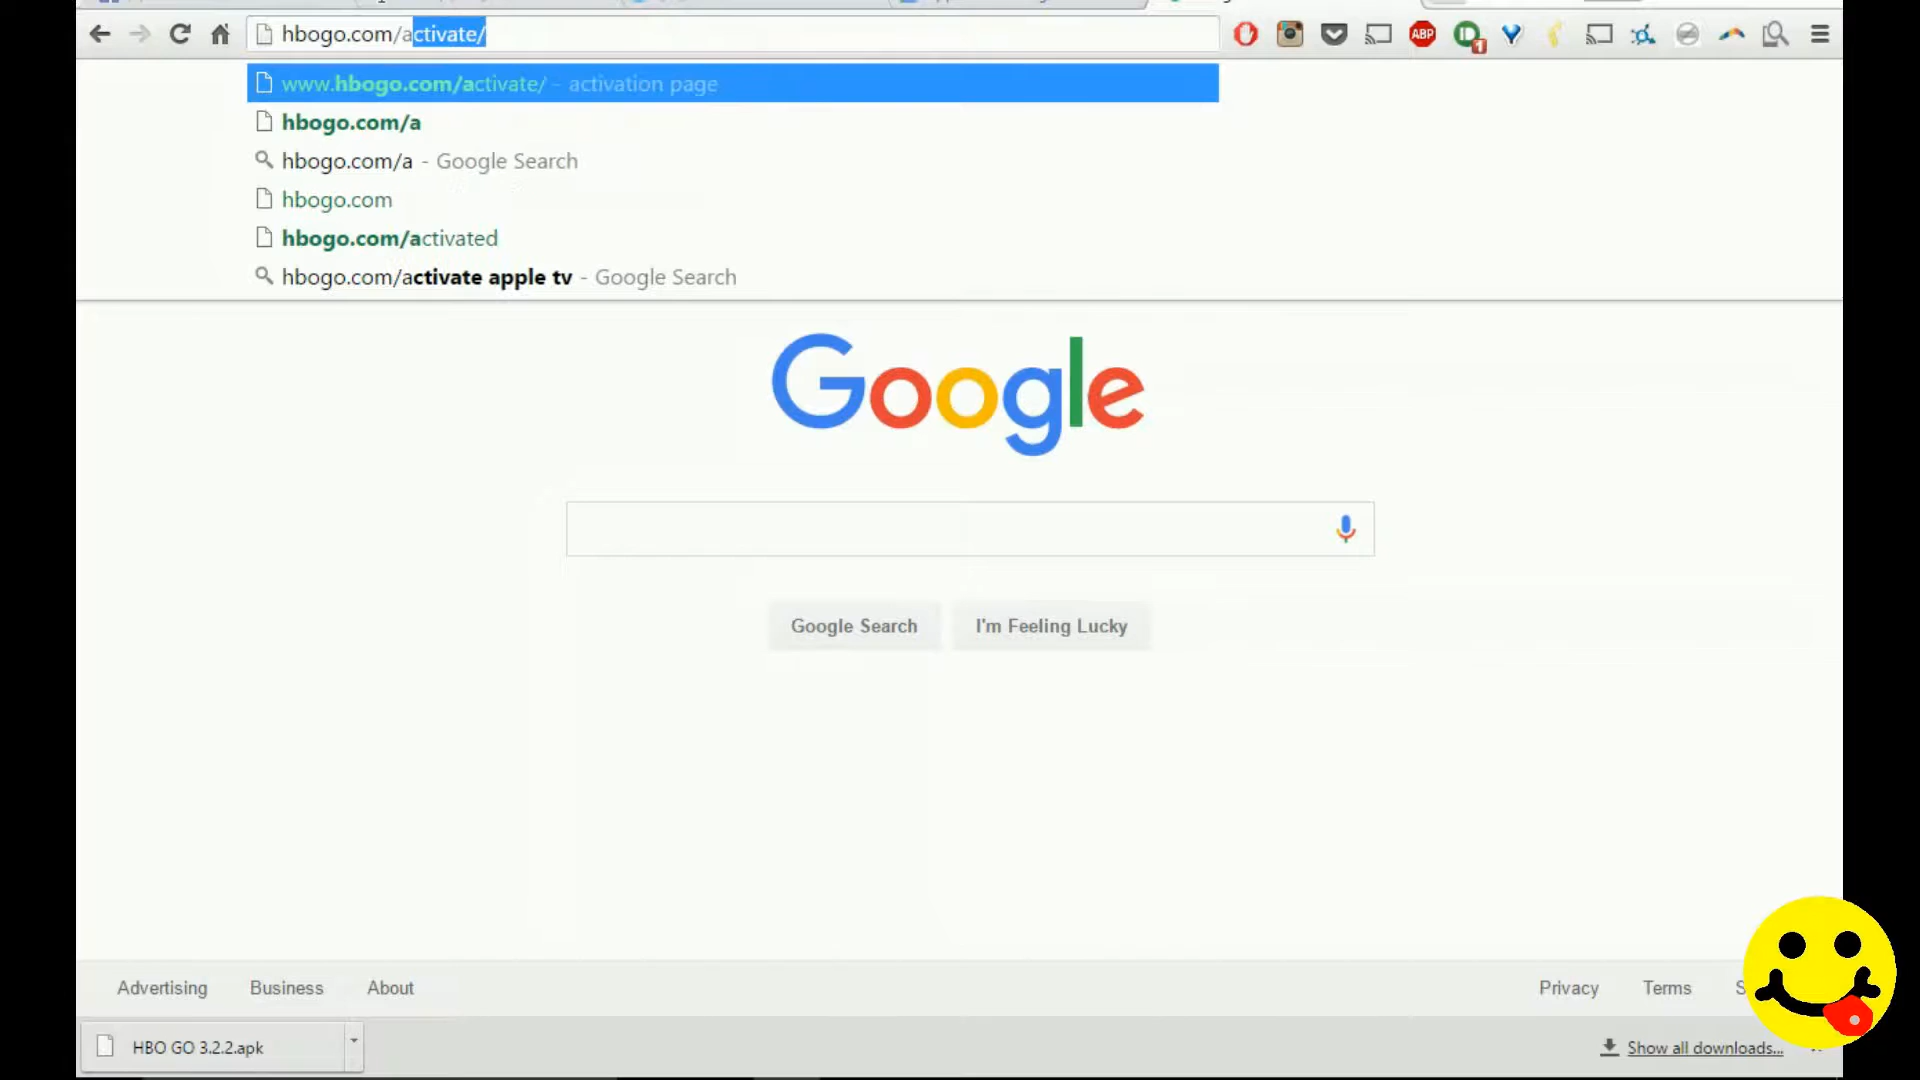 hbogo.com/activate/
ABP
1
www.hbogo.com/activate/ - activation page
hbogo.com/a
hbogo.com/a - Google Search
hbogo.com
hbogo.com/activated
hbogo.com/activate apple tv - Google Search
Google
Google Search I'm Feeling Lucky
Advertising Business About Privacy Terms
HBO GO 3.2.2.apk Show all downloads...